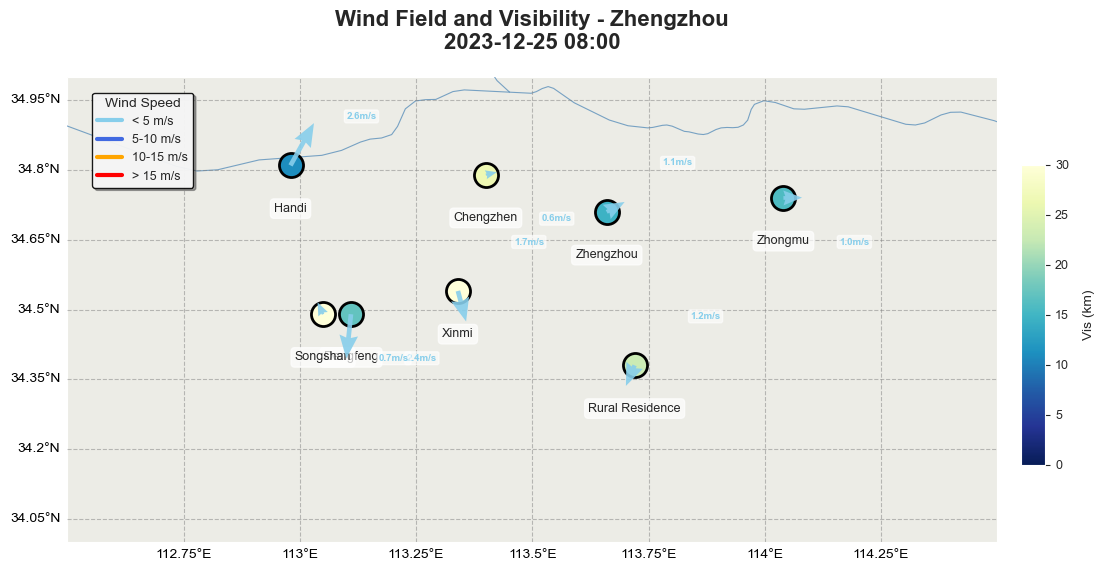 Wind Field and Visibility - Zhengzhou
2023-12-25 08:00
34.95°N
34.8°N
34.65°N
34.5°N
34.35°N
34.2°N
34.05°N
Wind Speed
< 5 m/s
5-10 m/s
10-15 m/s
> 15 m/s
2.6m/s
1.1m/s
Handi
Chengzhen
0.6m/s
Zhengzhou
Zhongmu
1.7m/s
1.0m/s
1.2m/s
Xinmi
0.7m/s
Rural Residence
112.75°E
113°E
113.25°E
113.5°E
113.75°E
114°E
114.25°E
30
25
20
15
10
5
0
Vis (km)